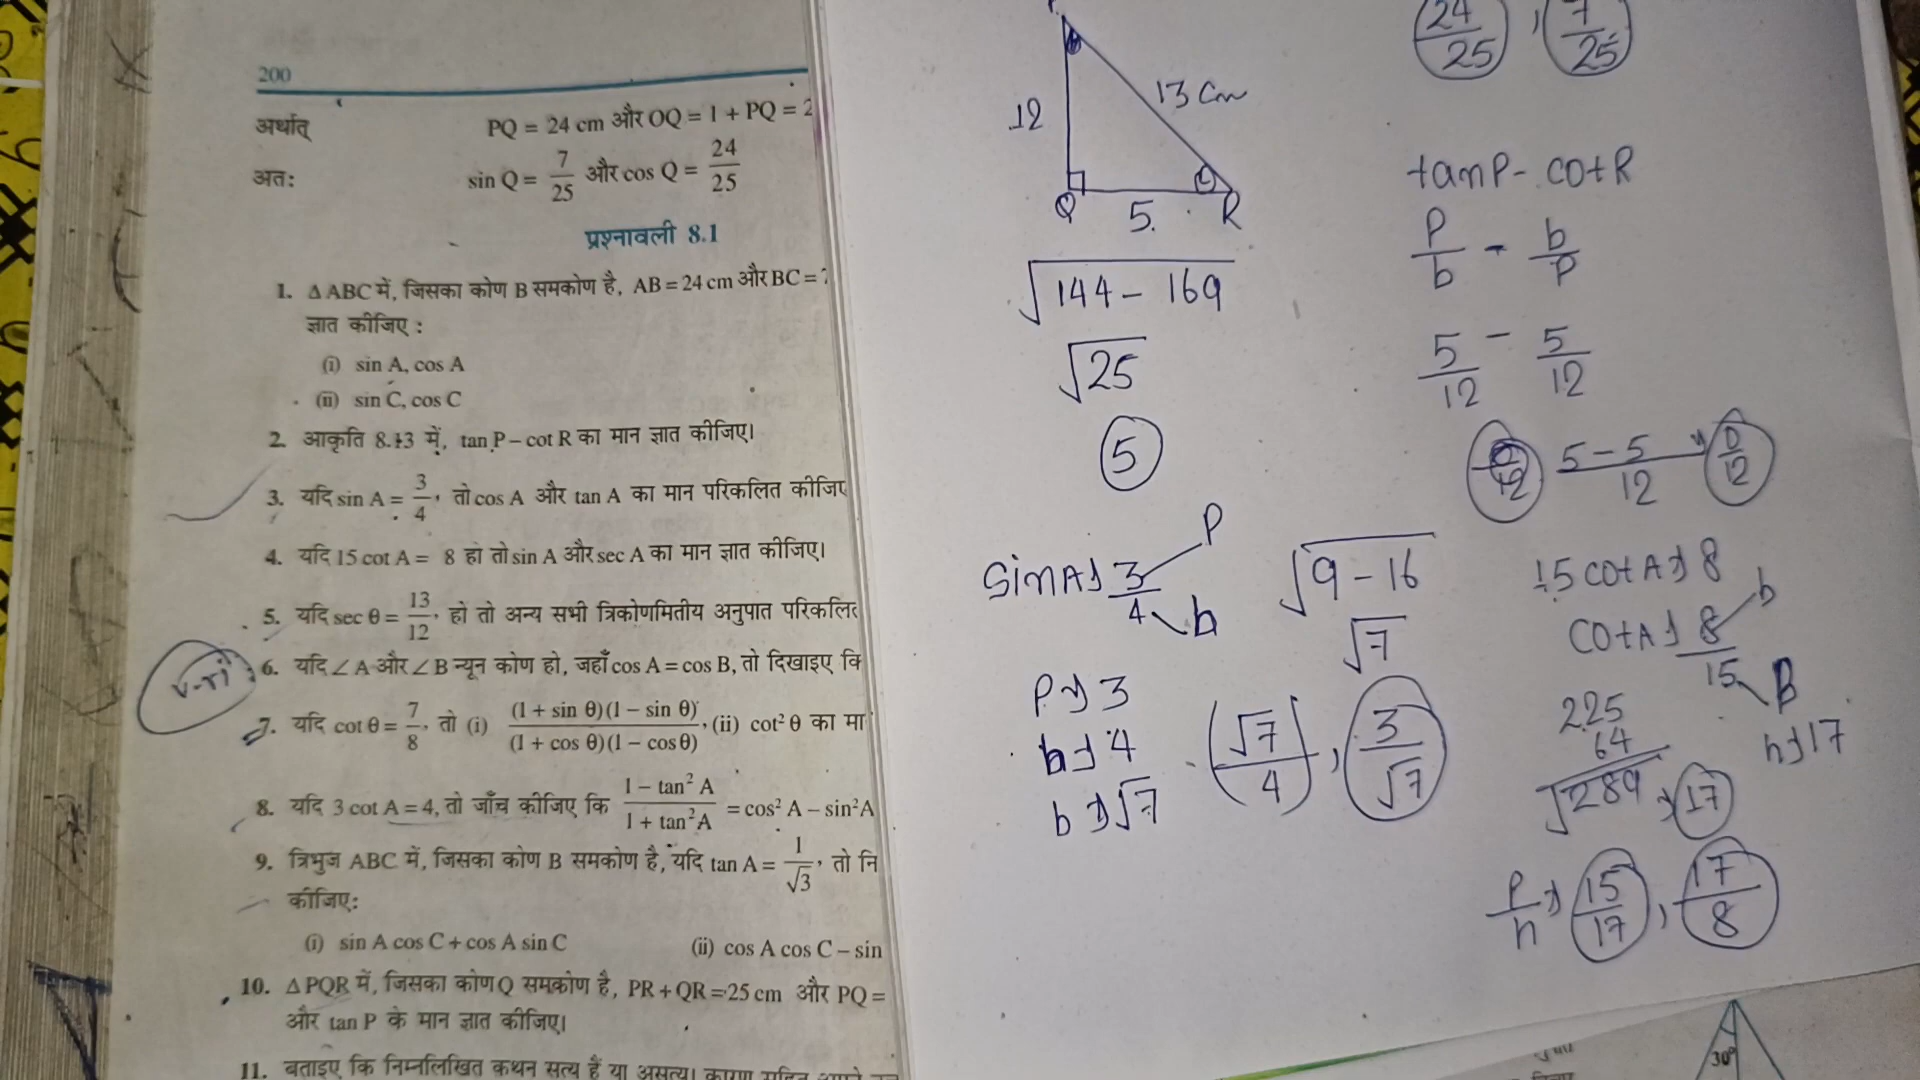 200
अर्थात् PQ = 24 cm और OQ = 1 + PQ = 2
अतः sin Q = 7/25 और cos Q = 24/25
प्रश्नावली 8.1
1. Δ ABC में, जिसका कोण B समकोण है, AB = 24 cm और BC =
ज्ञात कीजिए :
(i) sin A, cos A
(ii) sin C, cos C
2. आकृति 8.13 में, tan P – cot R का मान ज्ञात कीजिए।
3. यदि sin A = 3/4, तो cos A और tan A का मान परिकलित कीजिए
4. यदि 15 cot A = 8 हो तो sin A और sec A का मान ज्ञात कीजिए।
5. यदि sec θ = 13/12, हो तो अन्य सभी त्रिकोणमितीय अनुपात परिकलित
6. यदि ∠ A और ∠ B न्यून कोण हो, जहाँ cos A = cos B, तो दिखाइए कि
7. यदि cot θ = 7/8, तो (i) (1 + sin θ)(1 – sin θ)/(1 + cos θ)(1 – cos θ), (ii) cot² θ का मा
8. यदि 3 cot A = 4, तो जाँच कीजिए कि 1 – tan² A/1 + tan² A = cos² A – sin² A
9. त्रिभुज ABC में, जिसका कोण B समकोण है, यदि tan A = 1/√3, तो नि
कीजिए:
(i) sin A cos C + cos A sin C (ii) cos A cos C – sin
10. Δ PQR में, जिसका कोण Q समकोण है, PR + QR = 25 cm और PQ =
और tan P के मान ज्ञात कीजिए।
11. बताइए कि निम्नलिखित कथन सत्य हैं या असत्य। कारण सहित
12
13 cm
Q 5. R
√144 – 169
√25
5
24/25 , 7/25
tanP - cotR
P/b - b/P
5/12 - 5/12
5-5/12 0/12
SinA 3/4 P
h
√9 - 16
√7
P 3
h 4
b √7
(√7/4) , 3/√7
15 cotA 8
cotA 8/15 b
P
225
64
√289 17
h 17
P/h 15/17 , 17/8
30°